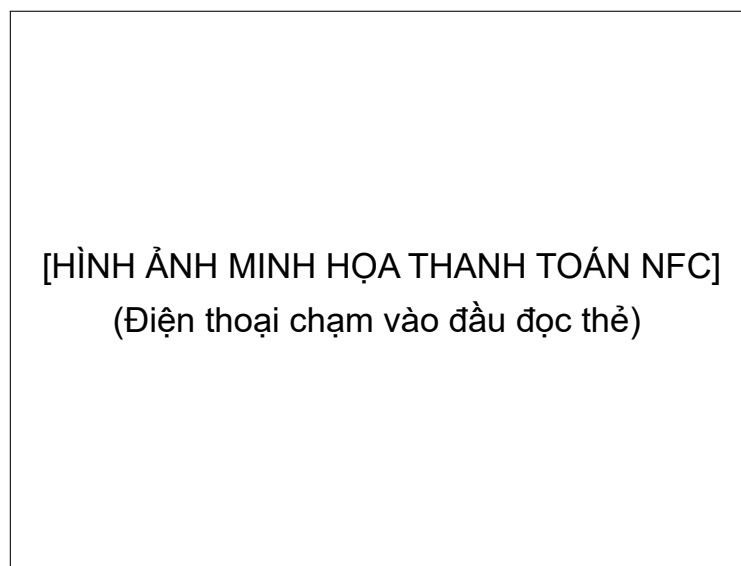 [HÌNH ẢNH MINH HỌA THANH TOÁN NFC]
(Điện thoại chạm vào đầu đọc thẻ)